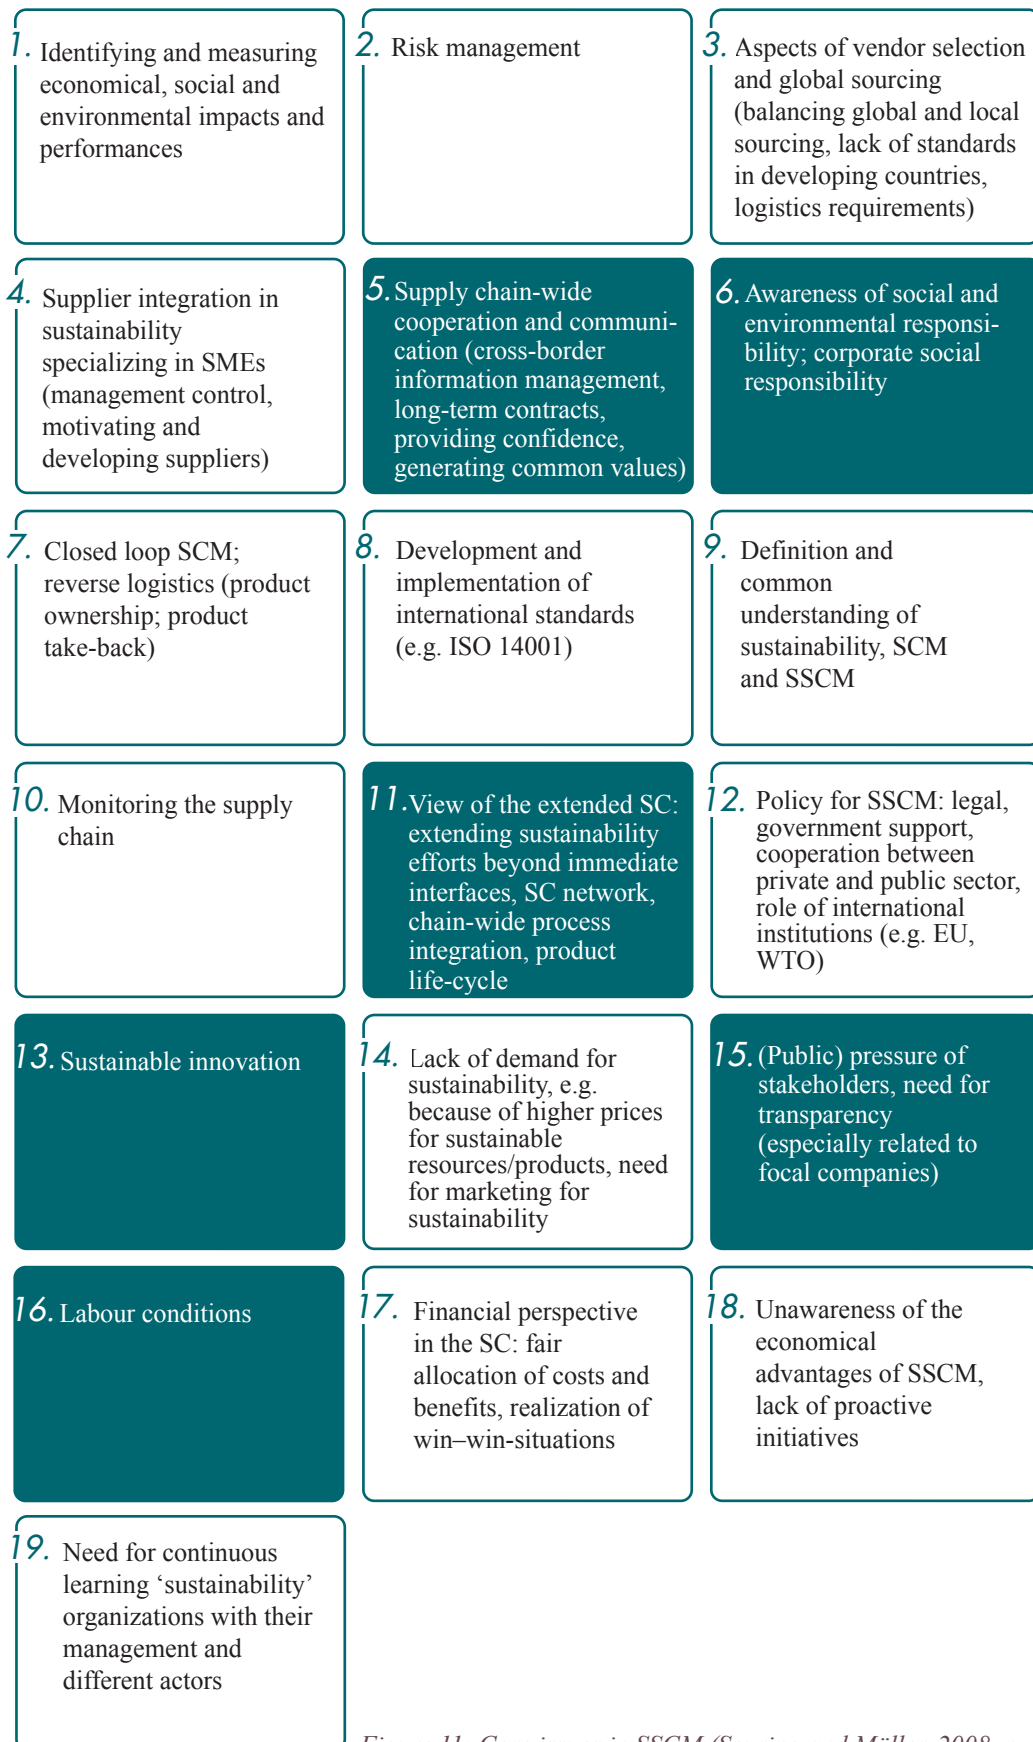 1. Identifying and measuring
economical, social and
environmental impacts and
performances
2. Risk management
3. Aspects of vendor selection
and global sourcing
(balancing global and local
sourcing, lack of standards
in developing countries,
logistics requirements)
4. Supplier integration in
sustainability
specializing in SMEs
(management control,
motivating and
developing suppliers)
5. Supply chain-wide
cooperation and communi-
cation (cross-border
information management,
long-term contracts,
providing confidence,
generating common values)
6. Awareness of social and
environmental responsi-
bility; corporate social
responsibility
7. Closed loop SCM;
reverse logistics (product
ownership; product
take-back)
8. Development and
implementation of
international standards
(e.g. ISO 14001)
9. Definition and
common
understanding of
sustainability, SCM
and SSCM
10. Monitoring the supply
chain
11. View of the extended SC:
extending sustainability
efforts beyond immediate
interfaces, SC network,
chain-wide process
integration, product
life-cycle
12. Policy for SSCM: legal,
government support,
cooperation between
private and public sector,
role of international
institutions (e.g. EU,
WTO)
13. Sustainable innovation
14. Lack of demand for
sustainability, e.g.
because of higher prices
for sustainable
resources/products, need
for marketing for
sustainability
15. (Public) pressure of
stakeholders, need for
transparency
(especially related to
focal companies)
16. Labour conditions
17. Financial perspective
in the SC: fair
allocation of costs and
benefits, realization of
win–win-situations
18. Unawareness of the
economical
advantages of SSCM,
lack of proactive
initiatives
19. Need for continuous
learning ‘sustainability’
organizations with their
management and
different actors